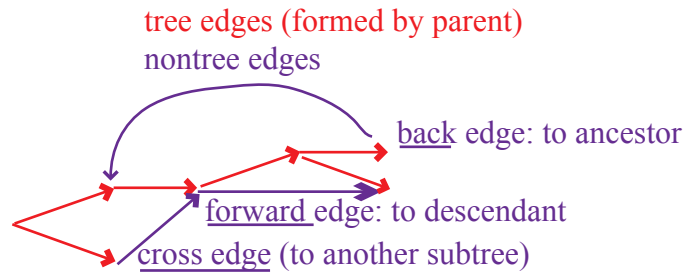 tree edges (formed by parent)
nontree edges
back edge: to ancestor
forward edge: to descendant
cross edge (to another subtree)